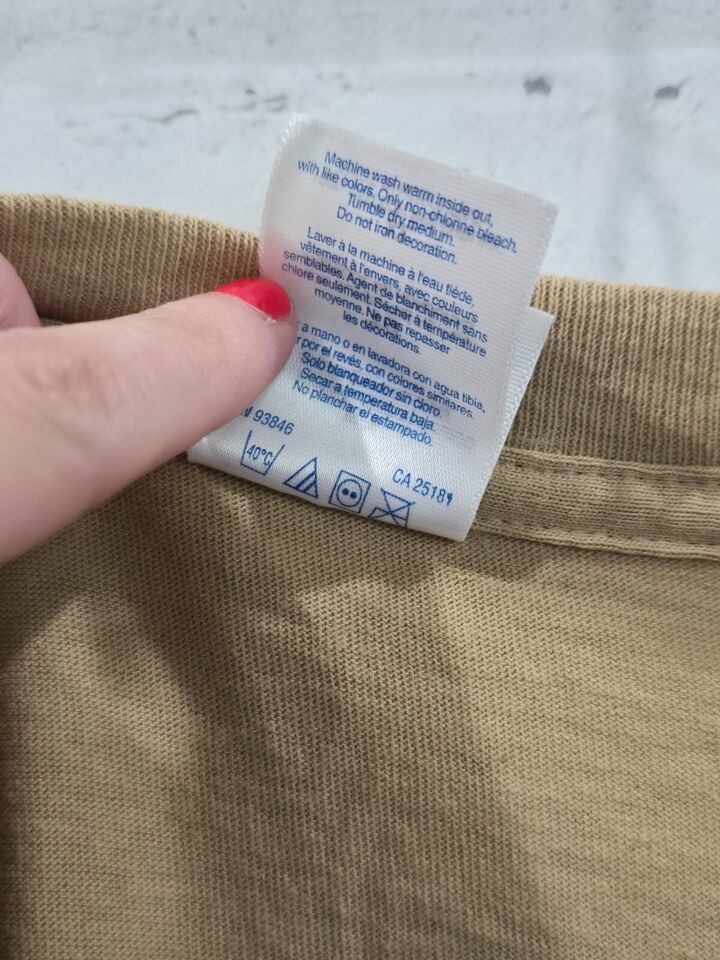 Machine wash warm inside out,
with like colors. Only non-chlorine bleach.
Tumble dry medium.
Do not iron decoration.
Laver à la machine à l'eau tiède,
vêtement à l'envers, avec couleurs
semblables. Agent de blanchiment sans
chlore seulement. Sécher à température
moyenne. Ne pas repasser
les décorations.
a mano o en lavadora con agua tibia,
por el revés, con colores similares.
Solo blanqueador sin cloro.
Secar a temperatura baja.
No planchar el estampado.
N 93846
40°C
CA 25181